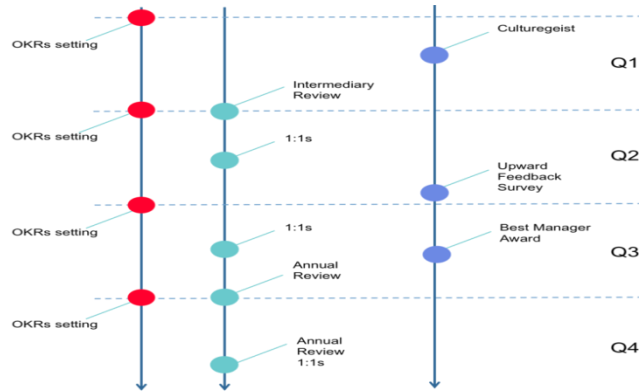 OKRs setting
Culturegeist
Q1
Intermediary
Review
OKRs setting
1:1s
Q2
Upward
Feedback
Survey
OKRs setting
1:1s
Best Manager
Award
Q3
Annual
Review
OKRs setting
Annual
Review
1:1s
Q4